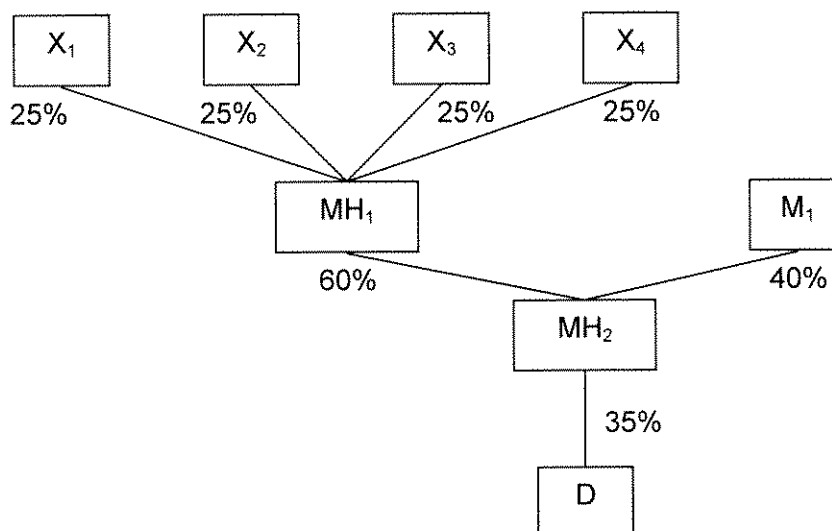 X₁ X₂ X₃ X₄
25% 25% 25% 25%
MH₁ M₁
60% 40%
MH₂
35%
D